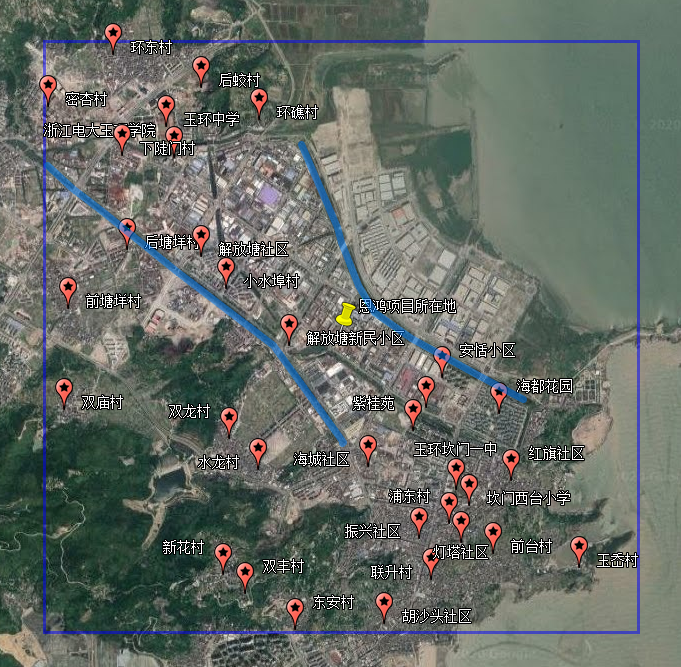 环东村
后蛟村
密杏村
环礁村
玉环中学
浙江电大玉环学院
下陡门村
后塘垟村
解放塘社区
小水埠村
前塘垟村
恩鸿项目所在地
解放塘新民小区
安恬小区
海都花园
双庙村
双龙村
紫桂苑
水龙村
海城社区
玉环坎门一中
红旗社区
浦东村
坎门西台小学
振兴社区
前台村
新花村
灯塔社区
王岙村
双丰村
联升村
东安村
胡沙头社区